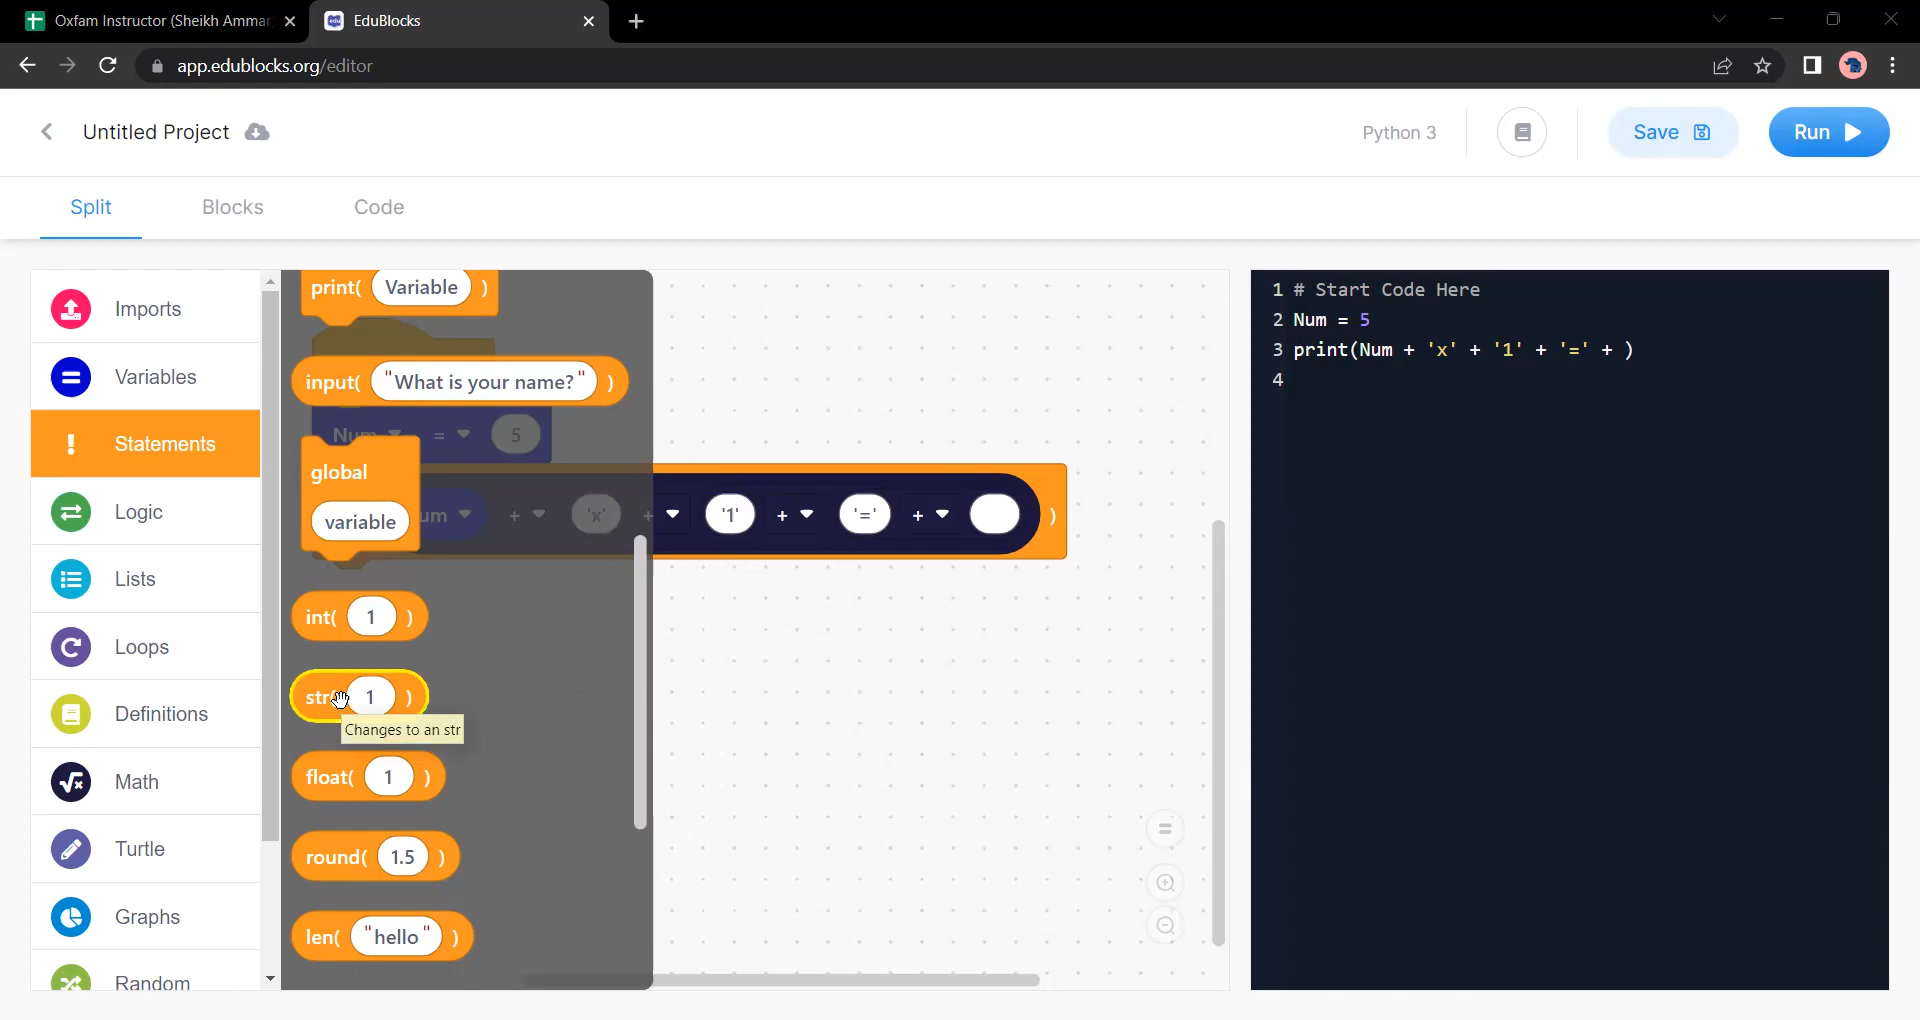 Oxfam Instructor (Sheikh Ammar
EduBlocks
app.edublocks.org/editor
Untitled Project
Python 3
Save
Run
Split
Blocks
Code
Imports
Variables
Statements
Logic
Lists
Loops
Definitions
Math
Turtle
Graphs
Random
print( Variable )
input( "What is your name?" )
Num = 5
global
variable
um + 'x' + '1' + '=' + )
int( 1 )
str( 1 )
Changes to an str
float( 1 )
round( 1.5 )
len( "hello" )
1 # Start Code Here
2 Num = 5
3 print(Num + 'x' + '1' + '=' + )
4